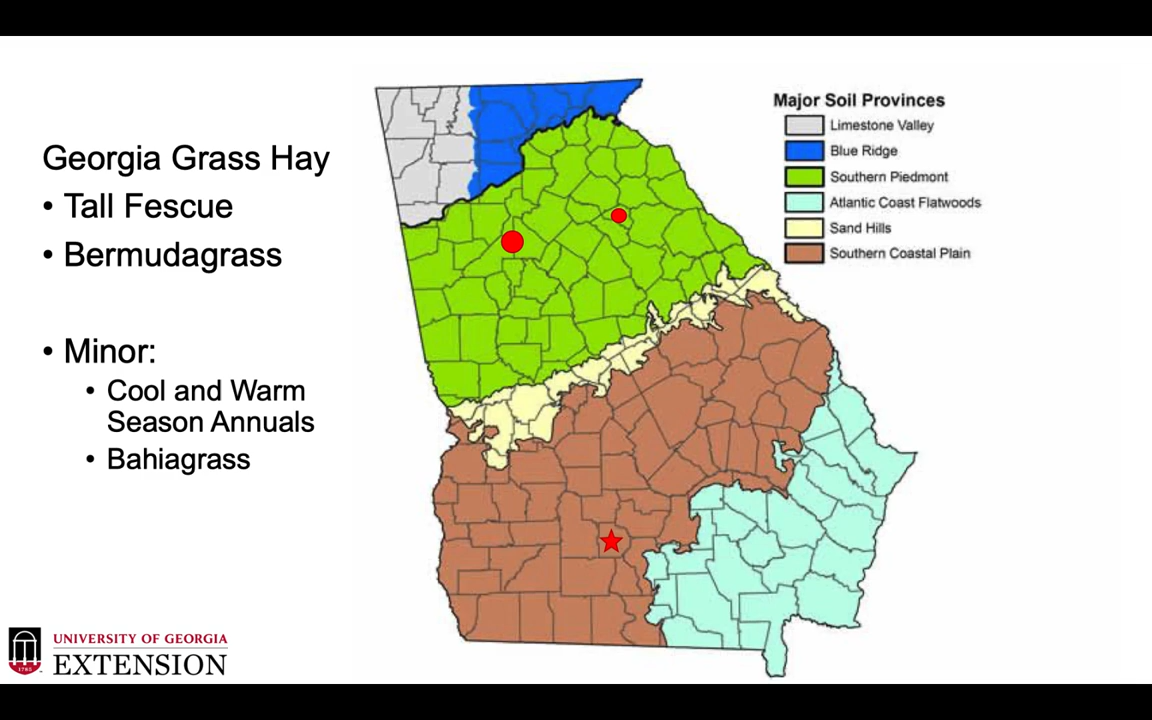 Georgia Grass Hay
• Tall Fescue
• Bermudagrass
• Minor:
• Cool and Warm
Season Annuals
• Bahiagrass
Major Soil Provinces
Limestone Valley
Blue Ridge
Southern Piedmont
Atlantic Coast Flatwoods
Sand Hills
Southern Coastal Plain
1785
UNIVERSITY OF GEORGIA
EXTENSION